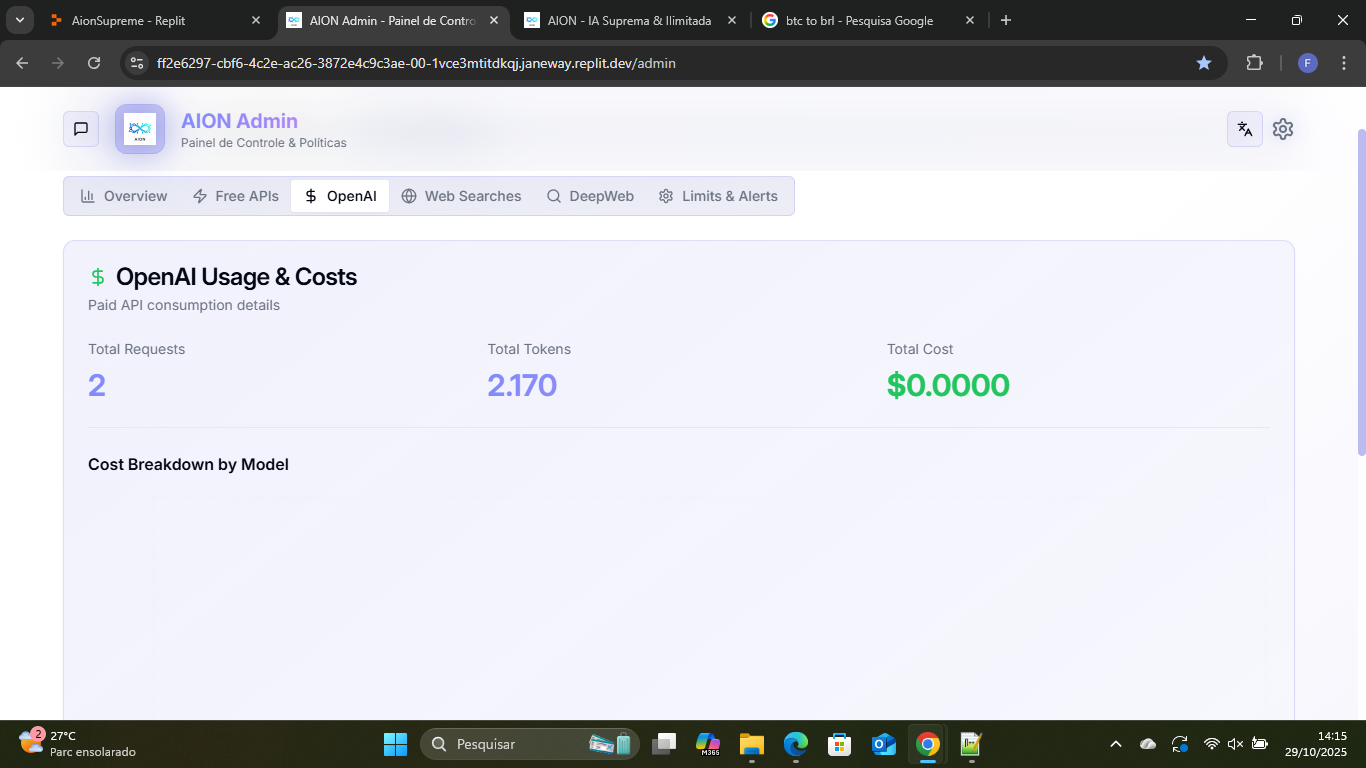 AionSupreme - Replit
AION Admin - Painel de Contro
AION - IA Suprema & Ilimitada
btc to brl - Pesquisa Google
ff2e6297-cbf6-4c2e-ac26-3872e4c9c3ae-00-1vce3mtitdkqj.janeway.replit.dev/admin
F
AION
AION Admin
Painel de Controle & Políticas
Overview
Free APIs
$ OpenAI
Web Searches
DeepWeb
Limits & Alerts
$ OpenAI Usage & Costs
Paid API consumption details
Total Requests
2
Total Tokens
2.170
Total Cost
$0.0000
Cost Breakdown by Model
2
27°C
Parc ensolarado
Pesquisar
M365
14:15
29/10/2025